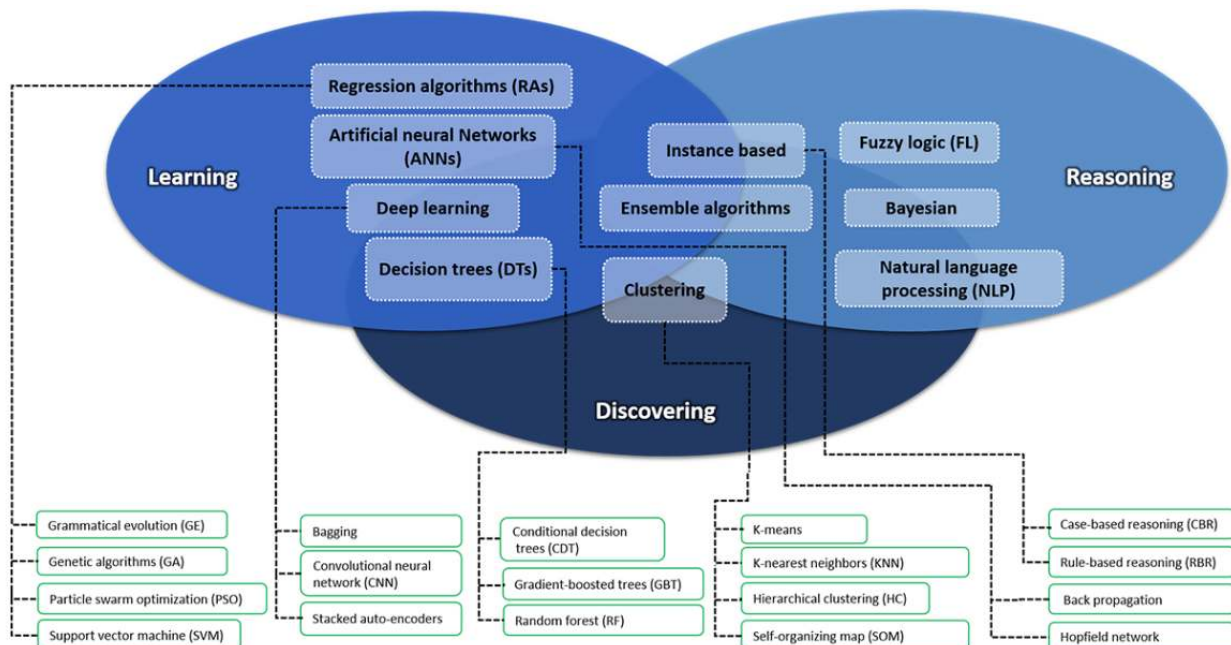 Regression algorithms (RAs)
Artificial neural Networks
(ANNs)
Instance based
Fuzzy logic (FL)
Learning
Reasoning
Deep learning
Ensemble algorithms
Bayesian
Decision trees (DTs)
Clustering
Natural language
processing (NLP)
Discovering
Grammatical evolution (GE)
Genetic algorithms (GA)
Particle swarm optimization (PSO)
Support vector machine (SVM)
Bagging
Convolutional neural
network (CNN)
Stacked auto-encoders
Conditional decision
trees (CDT)
Gradient-boosted trees (GBT)
Random forest (RF)
K-means
K-nearest neighbors (KNN)
Hierarchical clustering (HC)
Self-organizing map (SOM)
Case-based reasoning (CBR)
Rule-based reasoning (RBR)
Back propagation
Hopfield network